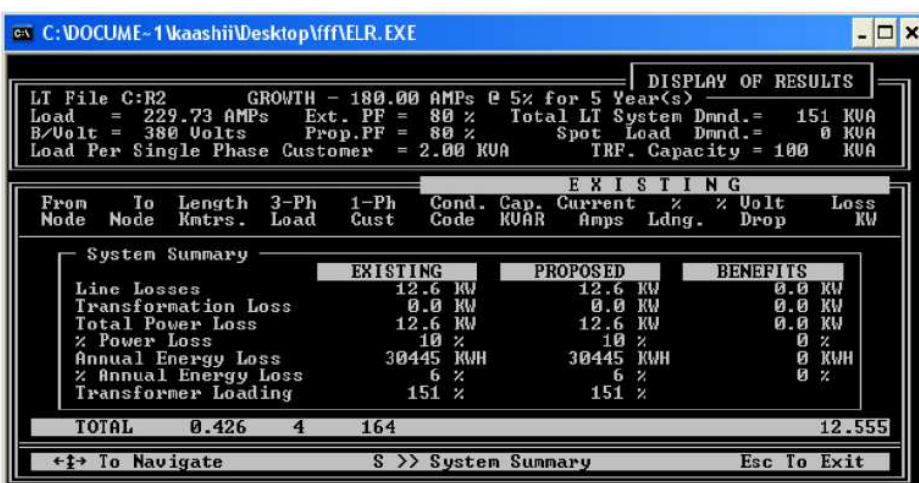 C:\DOCUME~1\kaashii\Desktop\fff\ELR.EXE
DISPLAY OF RESULTS
LT File C:R2 GROWTH - 180.00 AMPs @ 5% for 5 Year(s)
Load = 229.73 AMPs Ext. PF = 80 % Total LT System Dmnd.= 151 KVA
B/Volt = 380 Volts Prop.PF = 80 % Spot Load Dmnd.= 0 KVA
Load Per Single Phase Customer = 2.00 KVA TRF. Capacity = 100 KVA
E X I S T I N G
From To Length 3-Ph 1-Ph Cond. Cap. Current % % Volt Loss
Node Node Kmtrs. Load Cust Code KVAR Amps Ldng. Drop KW
System Summary
EXISTING PROPOSED BENEFITS
Line Losses 12.6 KW 12.6 KW 0.0 KW
Transformation Loss 0.0 KW 0.0 KW 0.0 KW
Total Power Loss 12.6 KW 12.6 KW 0.0 KW
% Power Loss 10 % 10 % 0 %
Annual Energy Loss 30445 KWH 30445 KWH 0 KWH
% Annual Energy Loss 6 % 6 % 0 %
Transformer Loading 151 % 151 %
TOTAL 0.426 4 164 12.555
←↕→ To Navigate S >> System Summary Esc To Exit